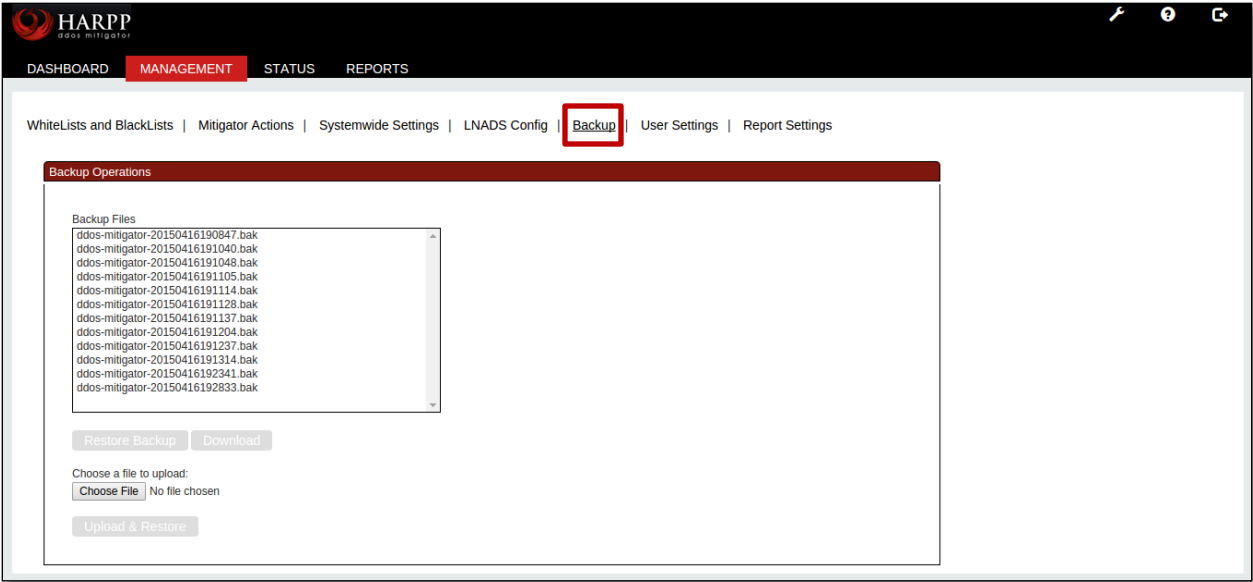 HARPP
ddos mitigator
DASHBOARD MANAGEMENT STATUS REPORTS
WhiteLists and BlackLists | Mitigator Actions | Systemwide Settings | LNADS Config | Backup | User Settings | Report Settings
Backup Operations
Backup Files
ddos-mitigator-20150416190847.bak
ddos-mitigator-20150416191040.bak
ddos-mitigator-20150416191048.bak
ddos-mitigator-20150416191105.bak
ddos-mitigator-20150416191114.bak
ddos-mitigator-20150416191128.bak
ddos-mitigator-20150416191137.bak
ddos-mitigator-20150416191204.bak
ddos-mitigator-20150416191237.bak
ddos-mitigator-20150416191314.bak
ddos-mitigator-20150416192341.bak
ddos-mitigator-20150416192833.bak
Restore Backup Download
Choose a file to upload:
Choose File No file chosen
Upload & Restore